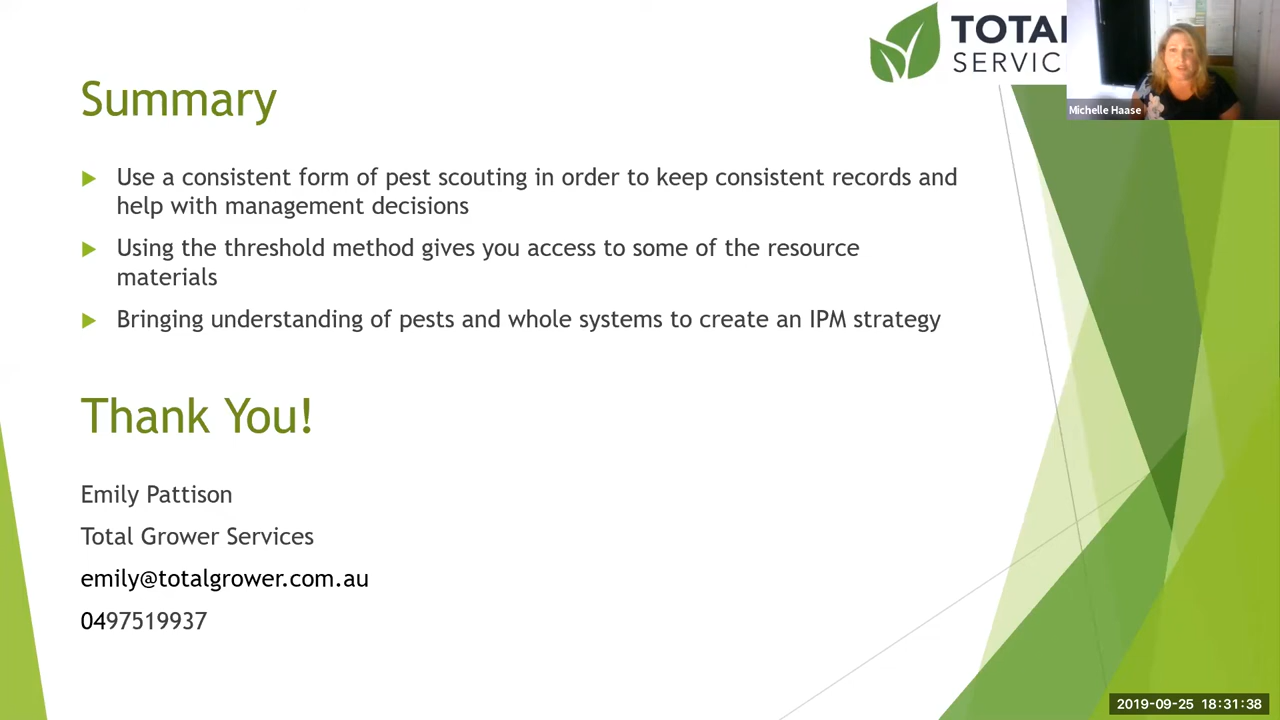 TOTAL
SERVIC
Michelle Haase
Summary
Use a consistent form of pest scouting in order to keep consistent records and
help with management decisions
Using the threshold method gives you access to some of the resource
materials
Bringing understanding of pests and whole systems to create an IPM strategy
Thank You!
Emily Pattison
Total Grower Services
emily@totalgrower.com.au
0497519937
2019-09-25 18:31:38